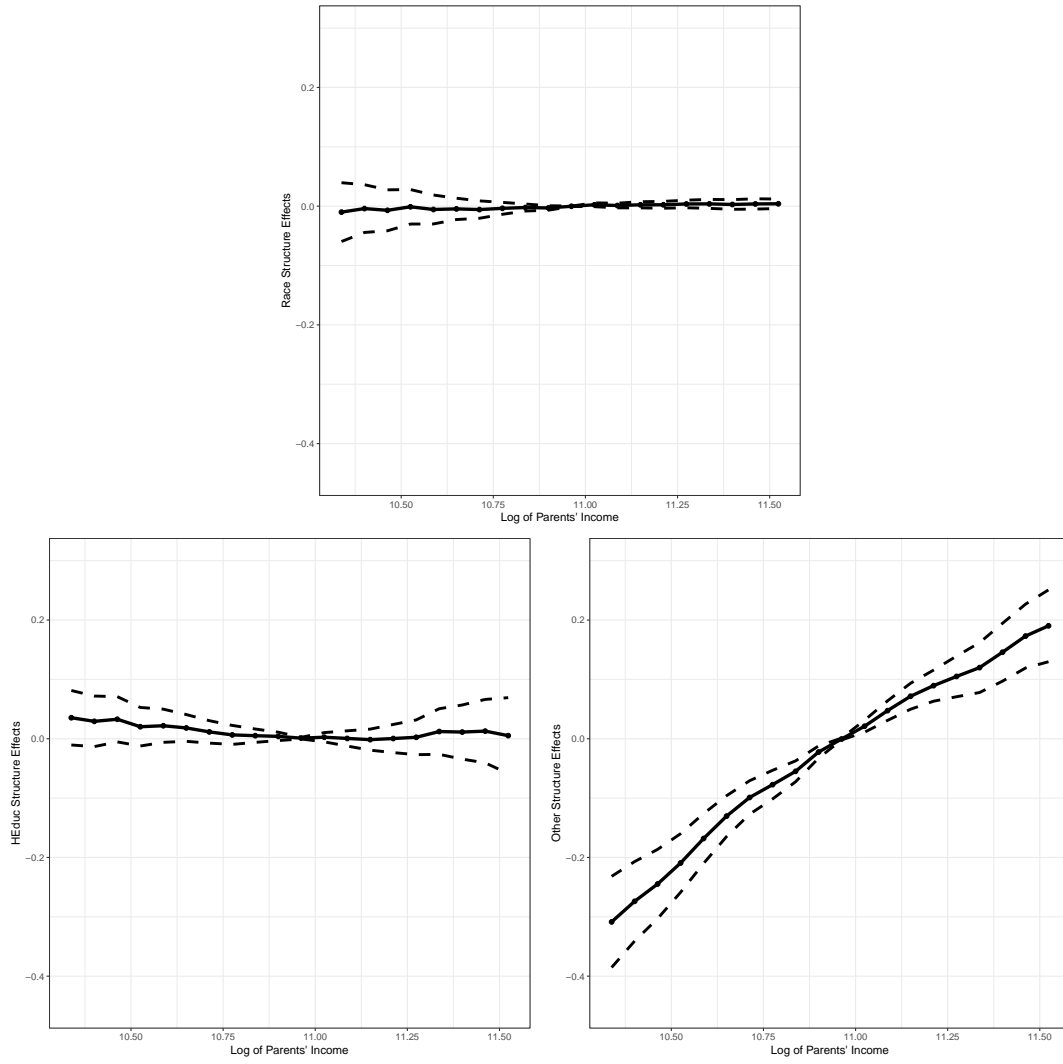 Race Structure Effects
0.2
0.0
−0.2
−0.4
10.50 10.75 11.00 11.25 11.50
Log of Parents' Income
HEduc Structure Effects
0.2
0.0
−0.2
−0.4
10.50 10.75 11.00 11.25 11.50
Log of Parents' Income
Other Structure Effects
0.2
0.0
−0.2
−0.4
10.50 10.75 11.00 11.25 11.50
Log of Parents' Income